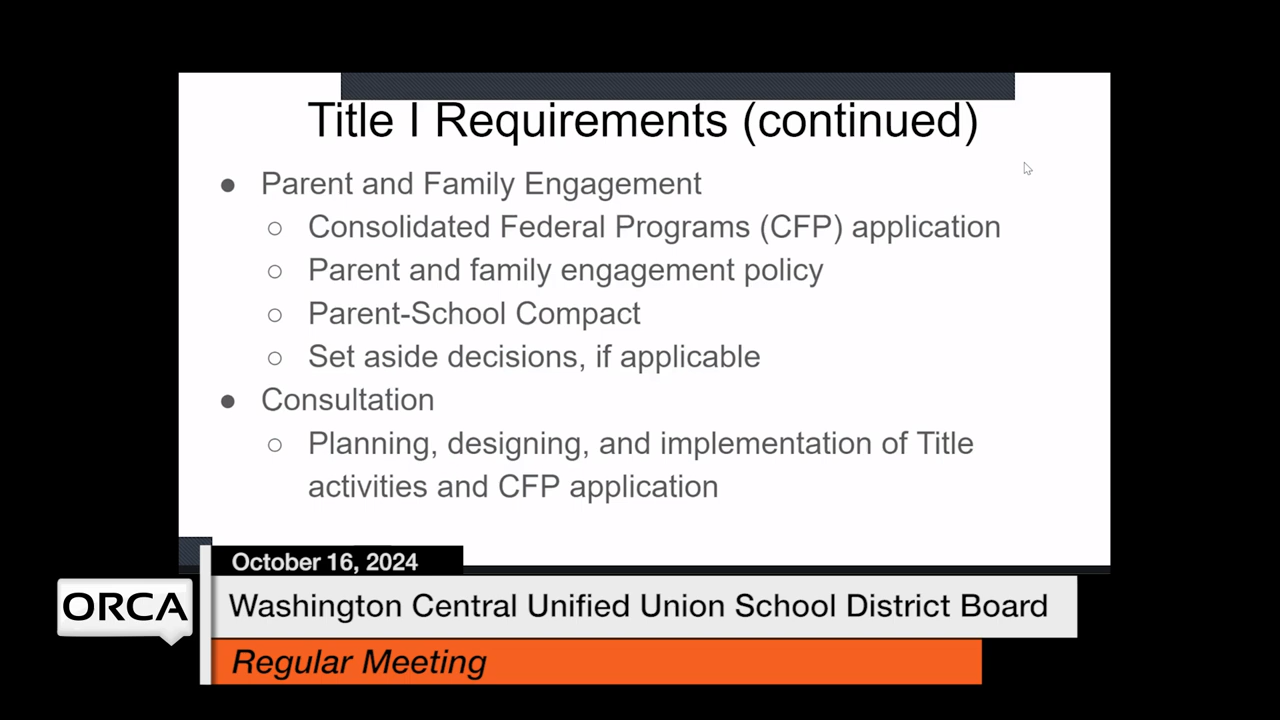 Title I Requirements (continued)
● Parent and Family Engagement
○ Consolidated Federal Programs (CFP) application
○ Parent and family engagement policy
○ Parent-School Compact
○ Set aside decisions, if applicable
● Consultation
○ Planning, designing, and implementation of Title
activities and CFP application
October 16, 2024
ORCA
Washington Central Unified Union School District Board
Regular Meeting